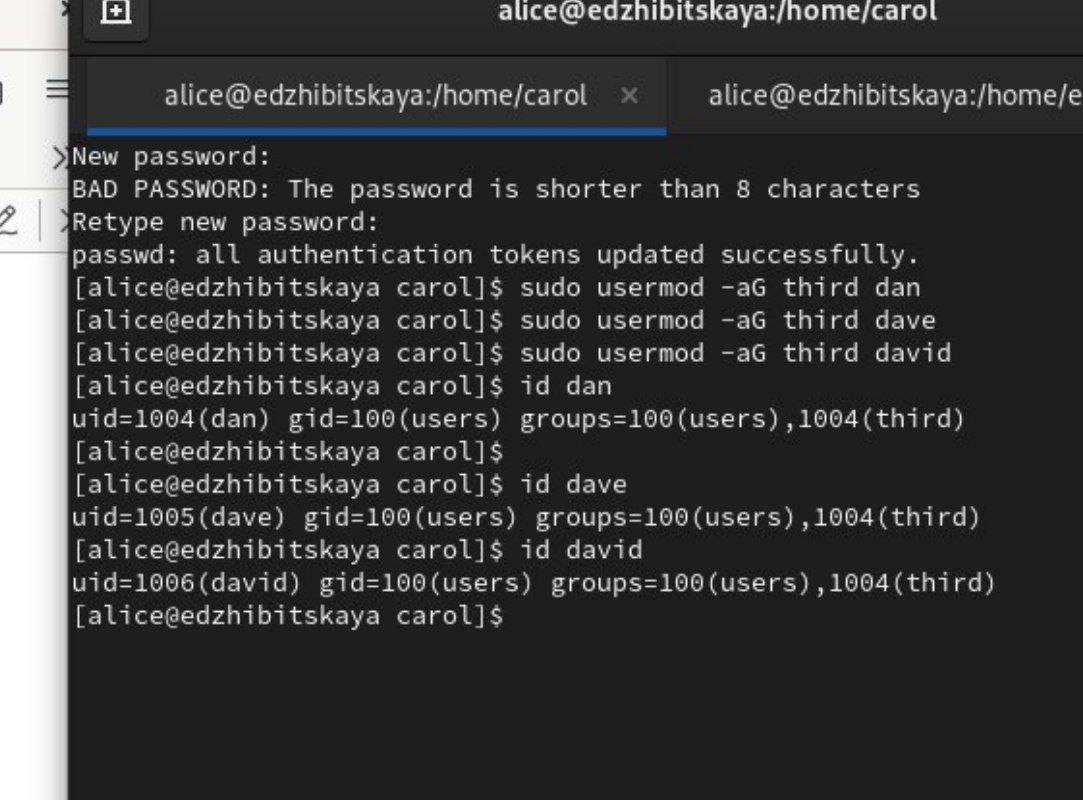 alice@edzhibitskaya:/home/carol
alice@edzhibitskaya:/home/carol × alice@edzhibitskaya:/home/e
New password:
BAD PASSWORD: The password is shorter than 8 characters
Retype new password:
passwd: all authentication tokens updated successfully.
[alice@edzhibitskaya carol]$ sudo usermod -aG third dan
[alice@edzhibitskaya carol]$ sudo usermod -aG third dave
[alice@edzhibitskaya carol]$ sudo usermod -aG third david
[alice@edzhibitskaya carol]$ id dan
uid=1004(dan) gid=100(users) groups=100(users),1004(third)
[alice@edzhibitskaya carol]$
[alice@edzhibitskaya carol]$ id dave
uid=1005(dave) gid=100(users) groups=100(users),1004(third)
[alice@edzhibitskaya carol]$ id david
uid=1006(david) gid=100(users) groups=100(users),1004(third)
[alice@edzhibitskaya carol]$